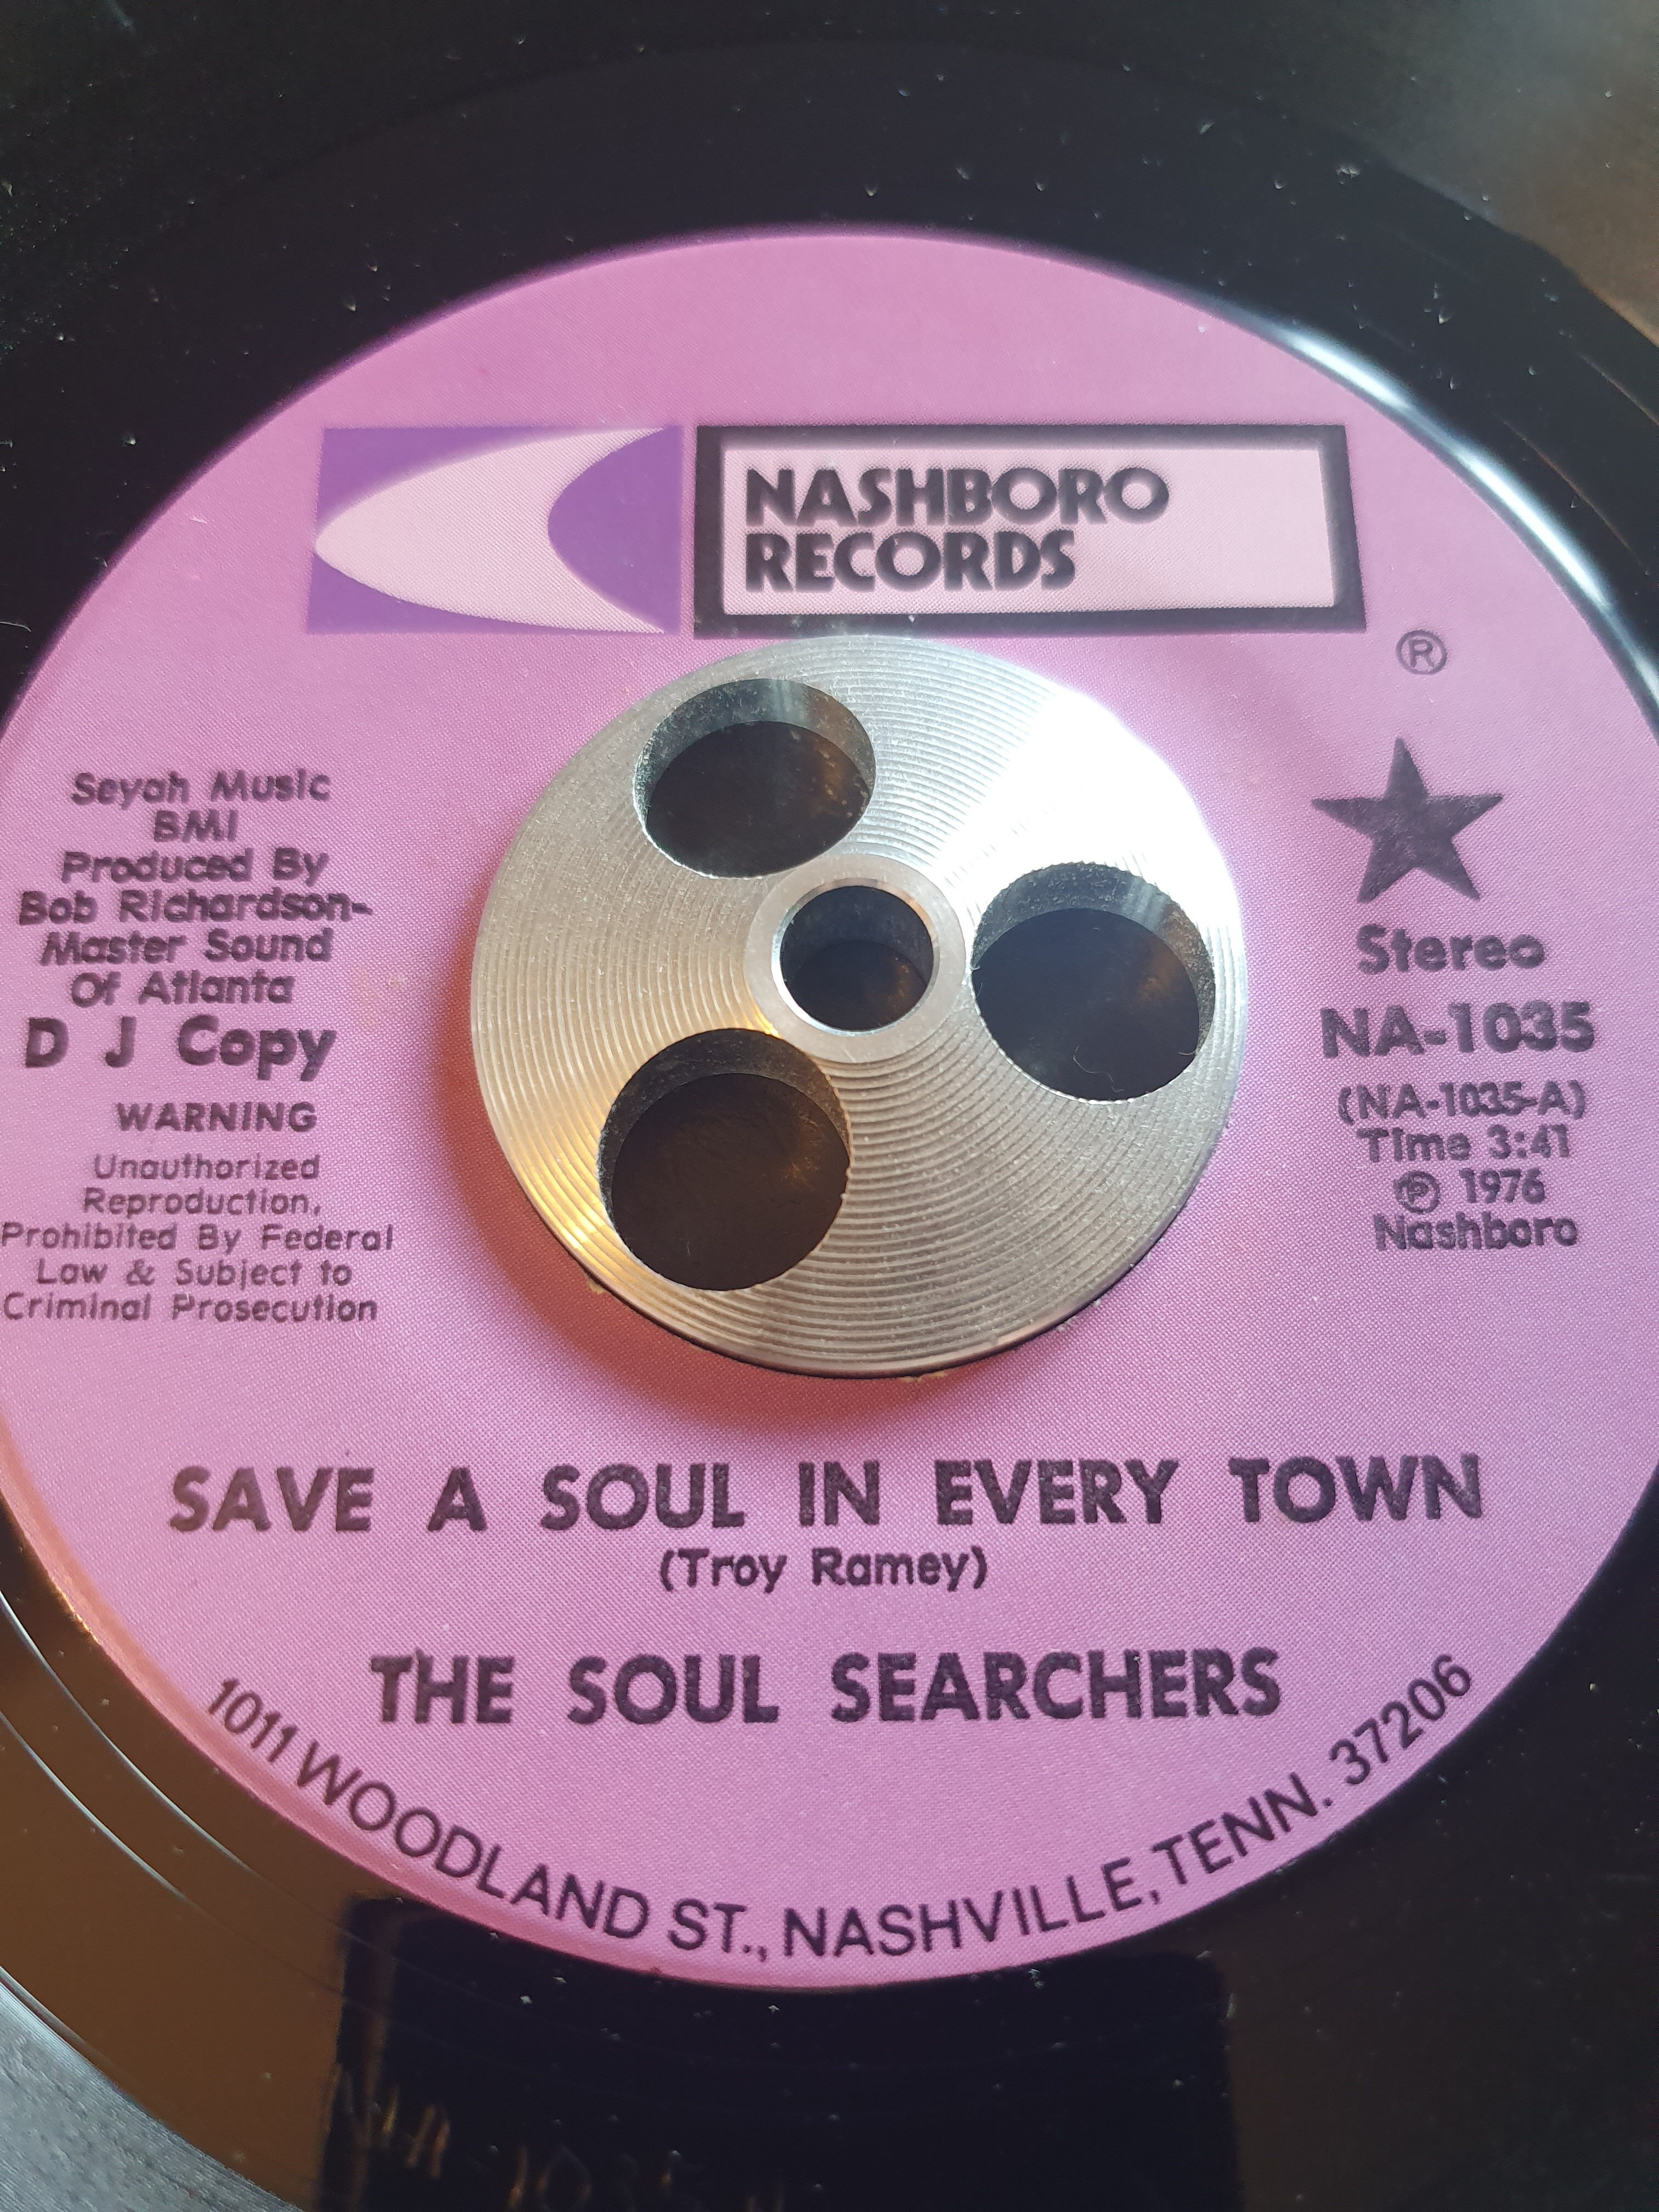 NASHBORO
RECORDS
®
Seyah Music
BMI
Produced By
Bob Richardson-
Master Sound
Of Atlanta
D J Copy
WARNING
Unauthorized
Reproduction,
Prohibited By Federal
Law & Subject to
Criminal Prosecution
Stereo
NA-1035
(NA-1035-A)
Time 3:41
℗ 1976
Nashboro
SAVE A SOUL IN EVERY TOWN
(Troy Ramey)
THE SOUL SEARCHERS
1011 WOODLAND ST., NASHVILLE, TENN. 37206